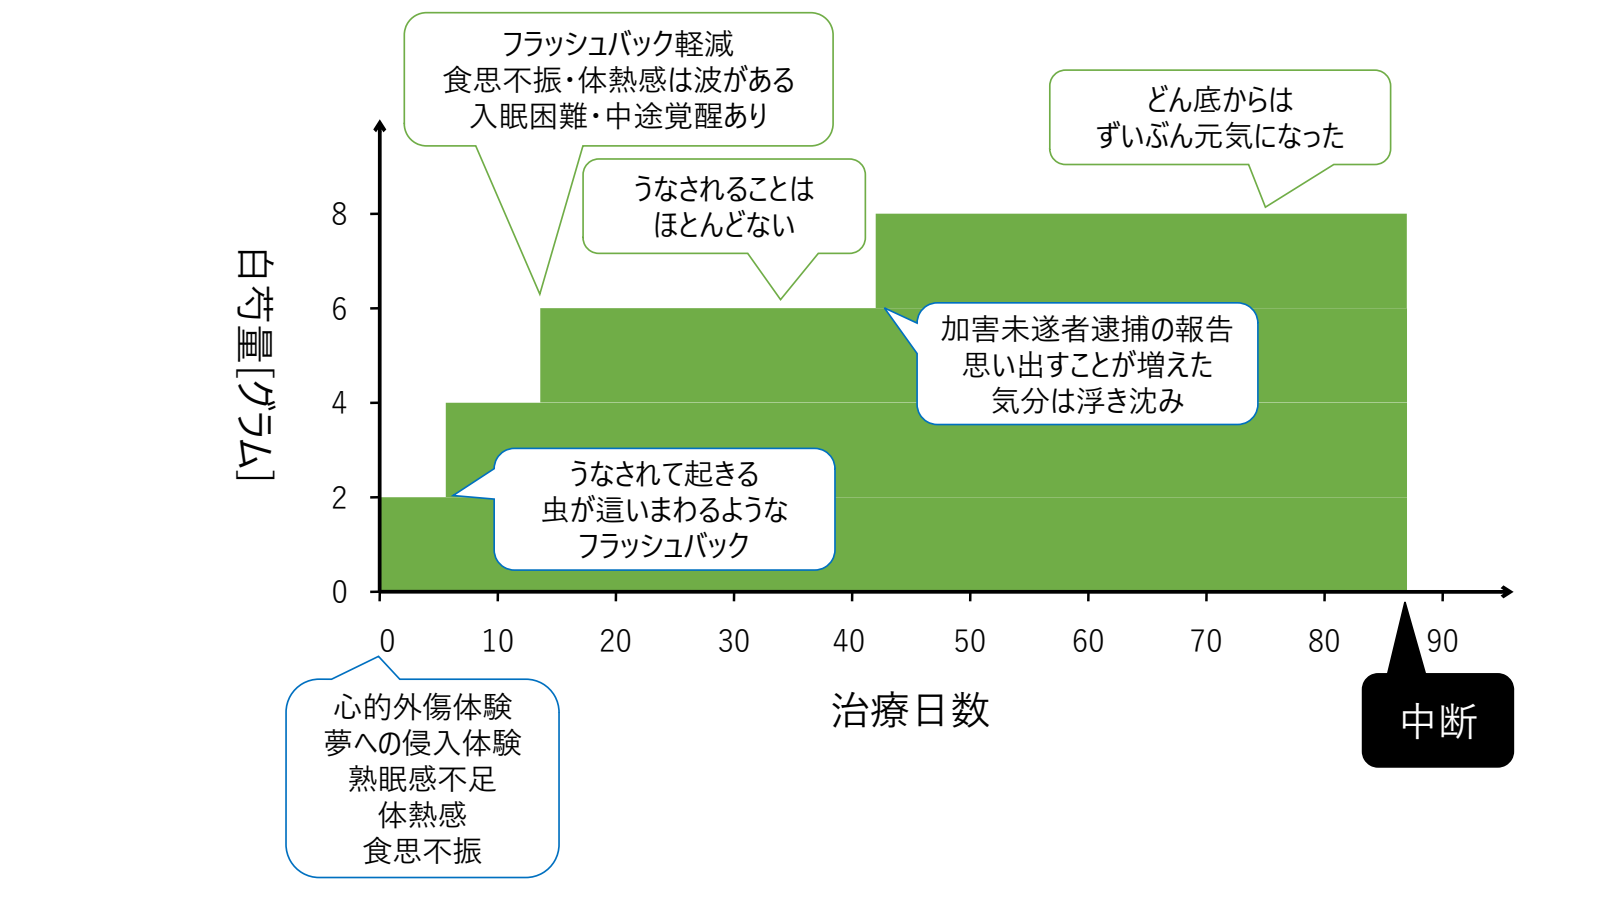 フラッシュバック軽減
食思不振・体熱感は波がある
入眠困難・中途覚醒あり
どん底からは
ずいぶん元気になった
うなされることは
ほとんどない
加害未遂者逮捕の報告
思い出すことが増えた
気分は浮き沈み
うなされて起きる
虫が這いまわるような
フラッシュバック
白芍量[グラム]
8
6
4
2
0
0 10 20 30 40 50 60 70 80 90
治療日数
中断
心的外傷体験
夢への侵入体験
熟眠感不足
体熱感
食思不振